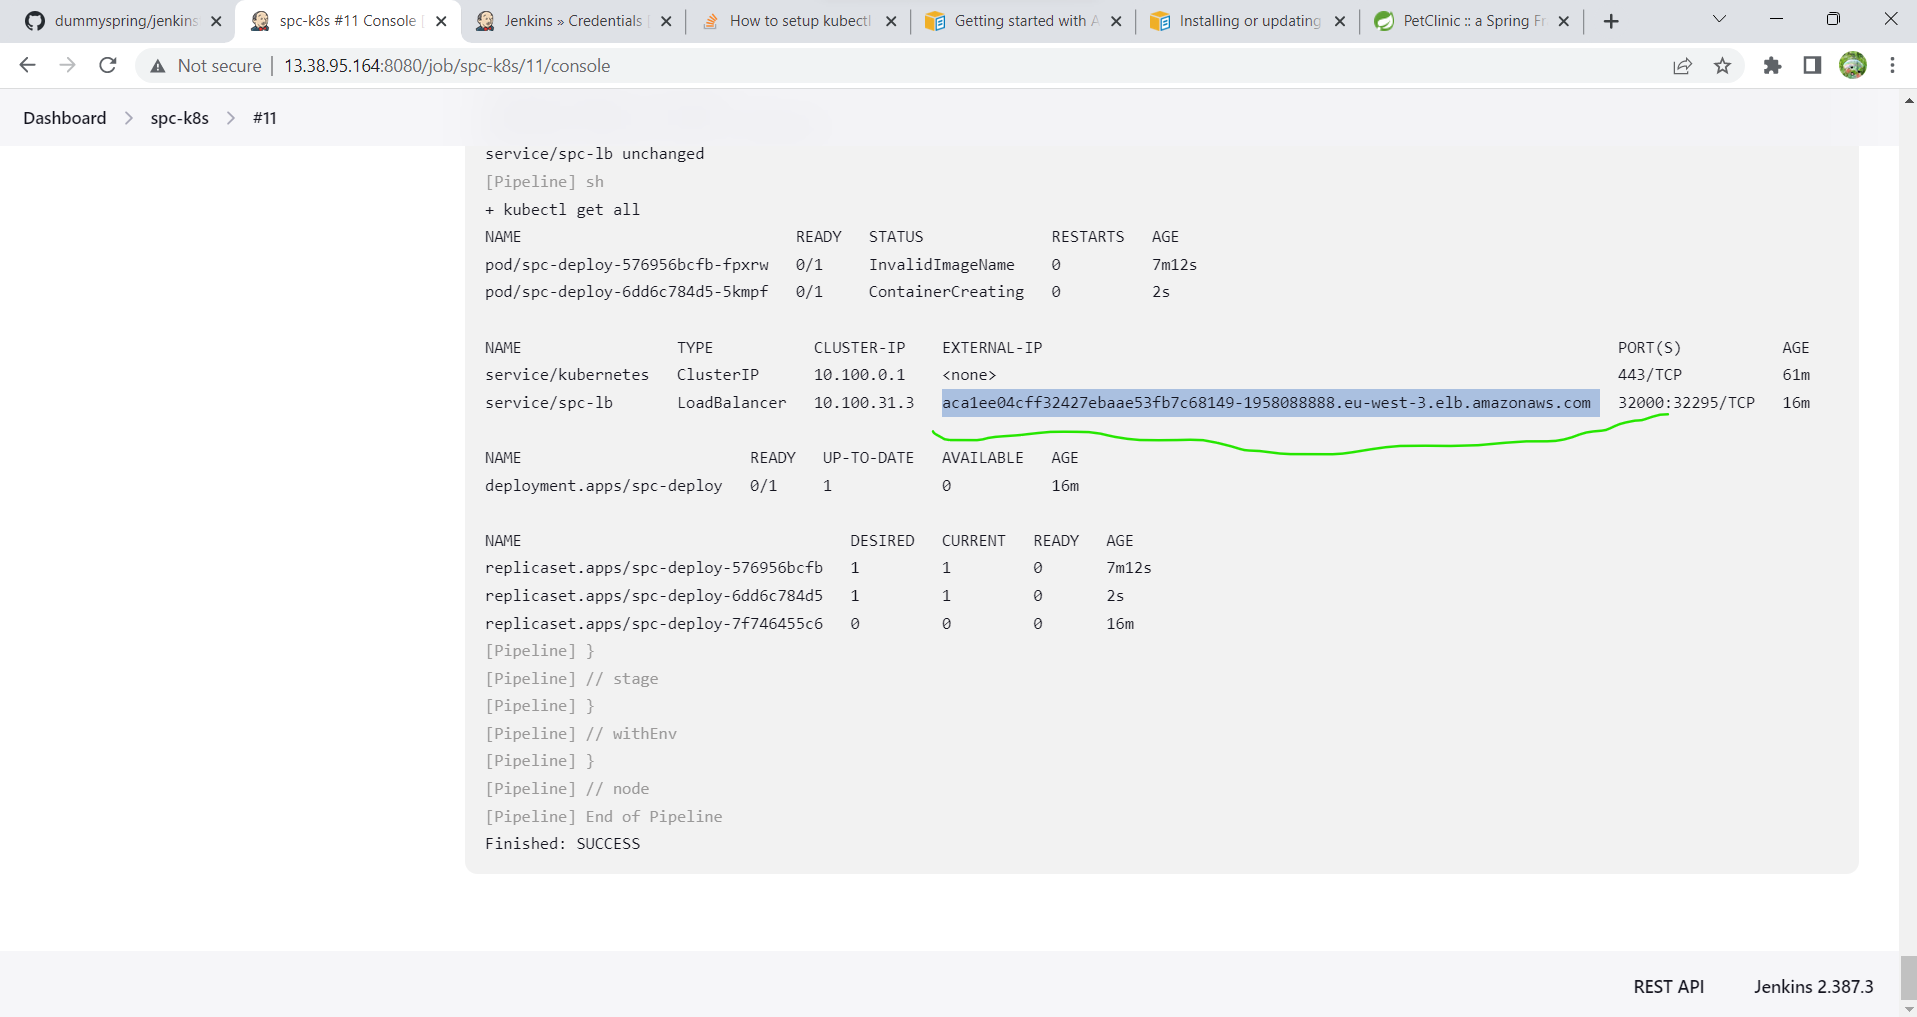 dummyspring/jenkins
spc-k8s #11 Console
Jenkins » Credentials
How to setup kubectl
Getting started with A
Installing or updating
PetClinic :: a Spring Fr
Not secure
13.38.95.164:8080/job/spc-k8s/11/console
Dashboard > spc-k8s > #11
service/spc-lb unchanged
[Pipeline] sh
+ kubectl get all
NAME READY STATUS RESTARTS AGE
pod/spc-deploy-576956bcfb-fpxrw 0/1 InvalidImageName 0 7m12s
pod/spc-deploy-6dd6c784d5-5kmpf 0/1 ContainerCreating 0 2s
NAME TYPE CLUSTER-IP EXTERNAL-IP PORT(S) AGE
service/kubernetes ClusterIP 10.100.0.1 <none> 443/TCP 61m
service/spc-lb LoadBalancer 10.100.31.3 aca1ee04cff32427ebaae53fb7c68149-1958088888.eu-west-3.elb.amazonaws.com 32000:32295/TCP 16m
NAME READY UP-TO-DATE AVAILABLE AGE
deployment.apps/spc-deploy 0/1 1 0 16m
NAME DESIRED CURRENT READY AGE
replicaset.apps/spc-deploy-576956bcfb 1 1 0 7m12s
replicaset.apps/spc-deploy-6dd6c784d5 1 1 0 2s
replicaset.apps/spc-deploy-7f746455c6 0 0 0 16m
[Pipeline] }
[Pipeline] // stage
[Pipeline] }
[Pipeline] // withEnv
[Pipeline] }
[Pipeline] // node
[Pipeline] End of Pipeline
Finished: SUCCESS
REST API
Jenkins 2.387.3